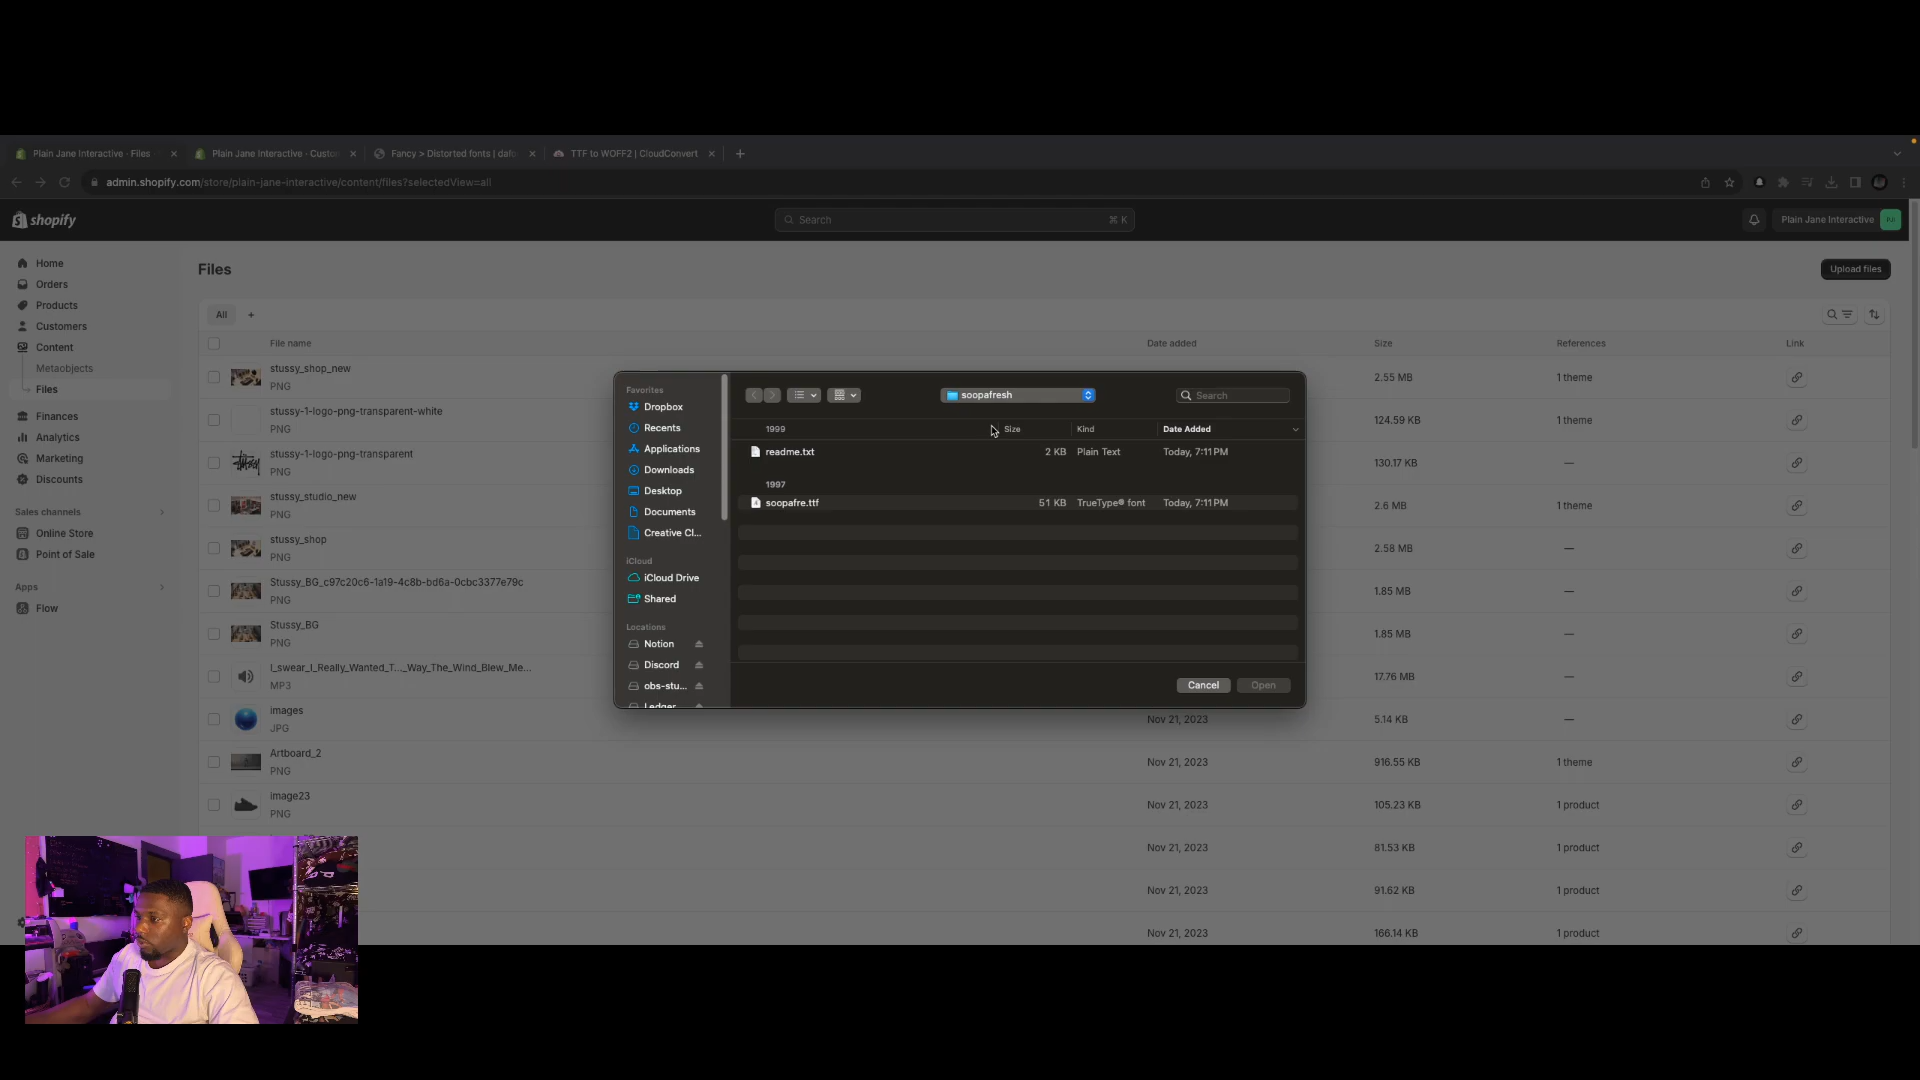 Plain Jane Interactive · Files
Plain Jane Interactive · Custon
Fancy > Distorted fonts | dafo
TTF to WOFF2 | CloudConvert
admin.shopify.com/store/plain-jane-interactive/content/files?selectedView=all
shopify
Search
⌘ K
Plain Jane Interactive
Home
Orders
Products
Customers
Content
Metaobjects
Files
Finances
Analytics
Marketing
Discounts
Sales channels
Online Store
Point of Sale
Apps
Flow
Files
Upload files
All
+
File name
Date added
Size
References
Link
stussy_shop_new
PNG
2.55 MB
1 theme
stussy-1-logo-png-transparent-white
PNG
124.59 KB
1 theme
stussy-1-logo-png-transparent
PNG
130.17 KB
—
stussy_studio_new
PNG
2.6 MB
1 theme
stussy_shop
PNG
2.58 MB
—
Stussy_BG_c97c20c6-1a19-4c8b-bd6a-0cbc3377e79c
PNG
1.85 MB
—
Stussy_BG
PNG
1.85 MB
—
I_swear_I_Really_Wanted_T..._Way_The_Wind_Blew_Me...
MP3
17.76 MB
—
images
JPG
Nov 21, 2023
5.14 KB
—
Artboard_2
PNG
Nov 21, 2023
916.55 KB
1 theme
image23
PNG
Nov 21, 2023
105.23 KB
1 product
Nov 21, 2023
81.53 KB
1 product
Nov 21, 2023
91.62 KB
1 product
Nov 21, 2023
166.14 KB
1 product
Favorites
Dropbox
Recents
Applications
Downloads
Desktop
Documents
Creative Cl...
iCloud
iCloud Drive
Shared
Locations
Notion
Discord
obs-stu...
Ledger
soopafresh
Search
1999
Size
Kind
Date Added
readme.txt
2 KB
Plain Text
Today, 7:11 PM
1997
soopafre.ttf
51 KB
TrueType® font
Today, 7:11 PM
Cancel
Open